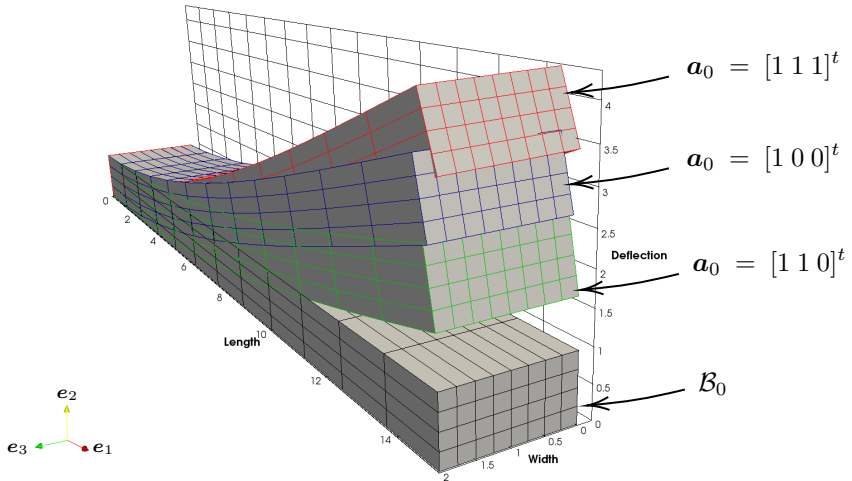 a₀ = [1 1 1]ᵗ
a₀ = [1 0 0]ᵗ
a₀ = [1 1 0]ᵗ
B₀
4
3.5
3
2.5
Deflection
2
1.5
1
0.5
0
0
2
4
6
8
10
Length
12
14
2
1.5
1
0.5
0
Width
e₂
e₃
e₁